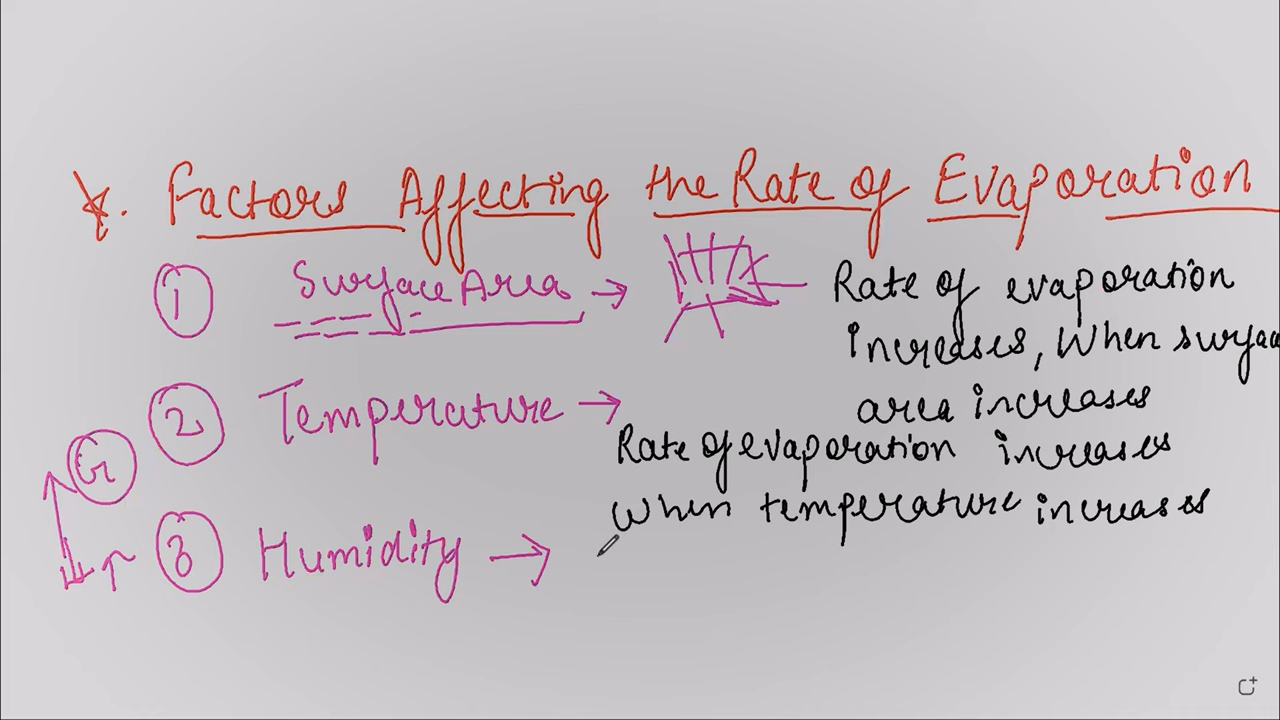 Factors Affecting the Rate of Evaporation
1 Surface Area → Rate of evaporation
increases, When surface
area increases
2 Temperature →
Rate of evaporation increases
When temperature increases
3 Humidity →